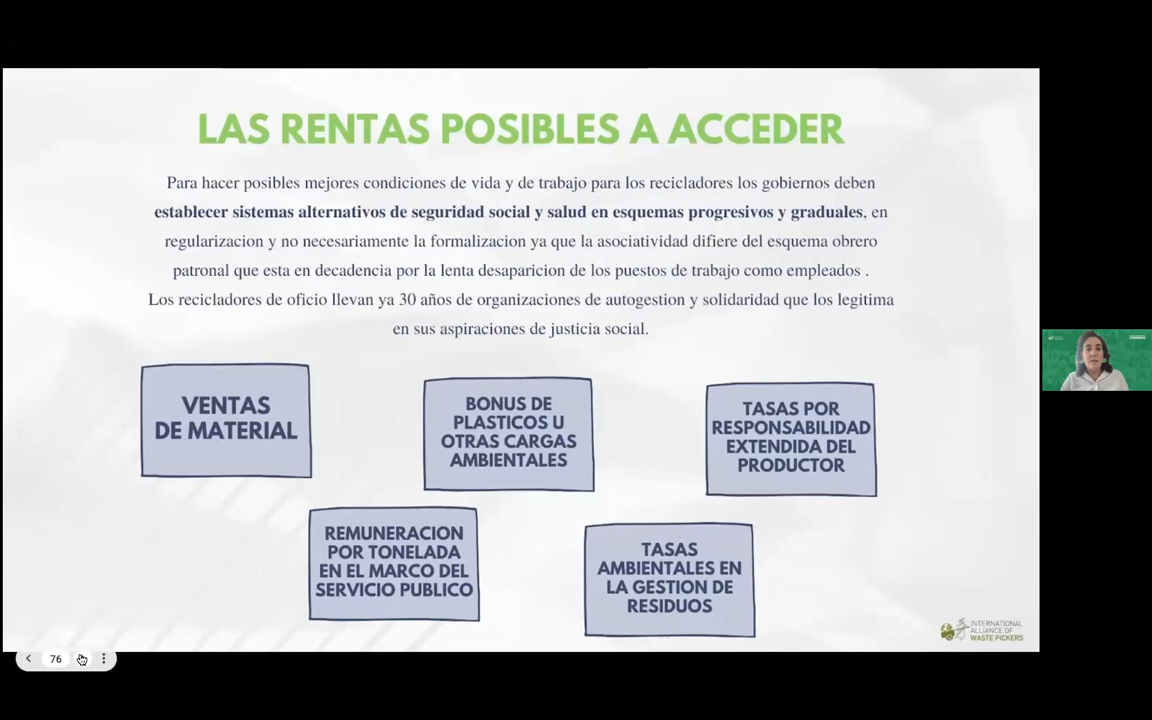 LAS RENTAS POSIBLES A ACCEDER
Para hacer posibles mejores condiciones de vida y de trabajo para los recicladores los gobiernos deben
establecer sistemas alternativos de seguridad social y salud en esquemas progresivos y graduales, en
regularizacion y no necesariamente la formalizacion ya que la asociatividad difiere del esquema obrero
patronal que esta en decadencia por la lenta desaparicion de los puestos de trabajo como empleados .
Los recicladores de oficio llevan ya 30 años de organizaciones de autogestion y solidaridad que los legitima
en sus aspiraciones de justicia social.
VENTAS
DE MATERIAL
BONUS DE
PLASTICOS U
OTRAS CARGAS
AMBIENTALES
TASAS POR
RESPONSABILIDAD
EXTENDIDA DEL
PRODUCTOR
REMUNERACION
POR TONELADA
EN EL MARCO DEL
SERVICIO PUBLICO
TASAS
AMBIENTALES EN
LA GESTION DE
RESIDUOS
INTERNATIONAL
ALLIANCE OF
WASTE PICKERS
76